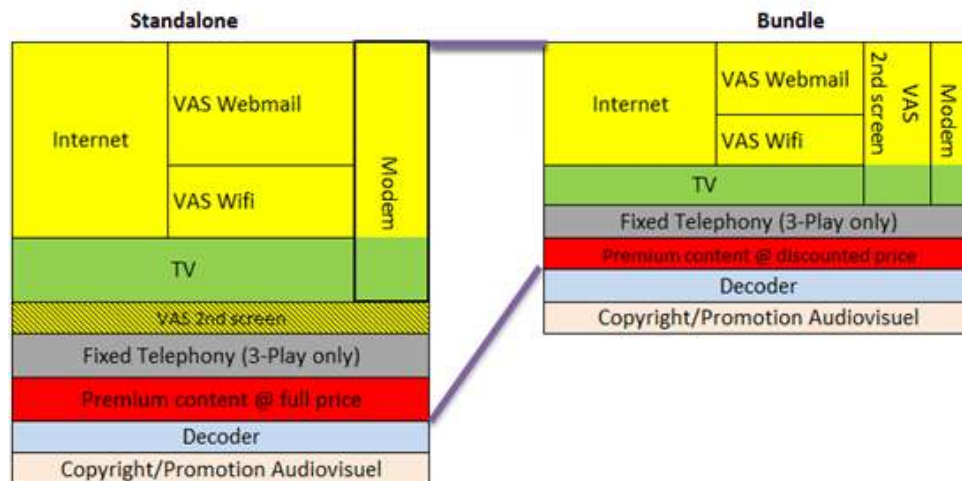 Standalone
Internet
VAS Webmail
VAS Wifi
Modem
TV
VAS 2nd screen
Fixed Telephony (3-Play only)
Premium content @ full price
Decoder
Copyright/Promotion Audiovisuel
Bundle
Internet
VAS Webmail
VAS Wifi
VAS
2nd screen
Modem
TV
Fixed Telephony (3-Play only)
Premium content @ discounted price
Decoder
Copyright/Promotion Audiovisuel